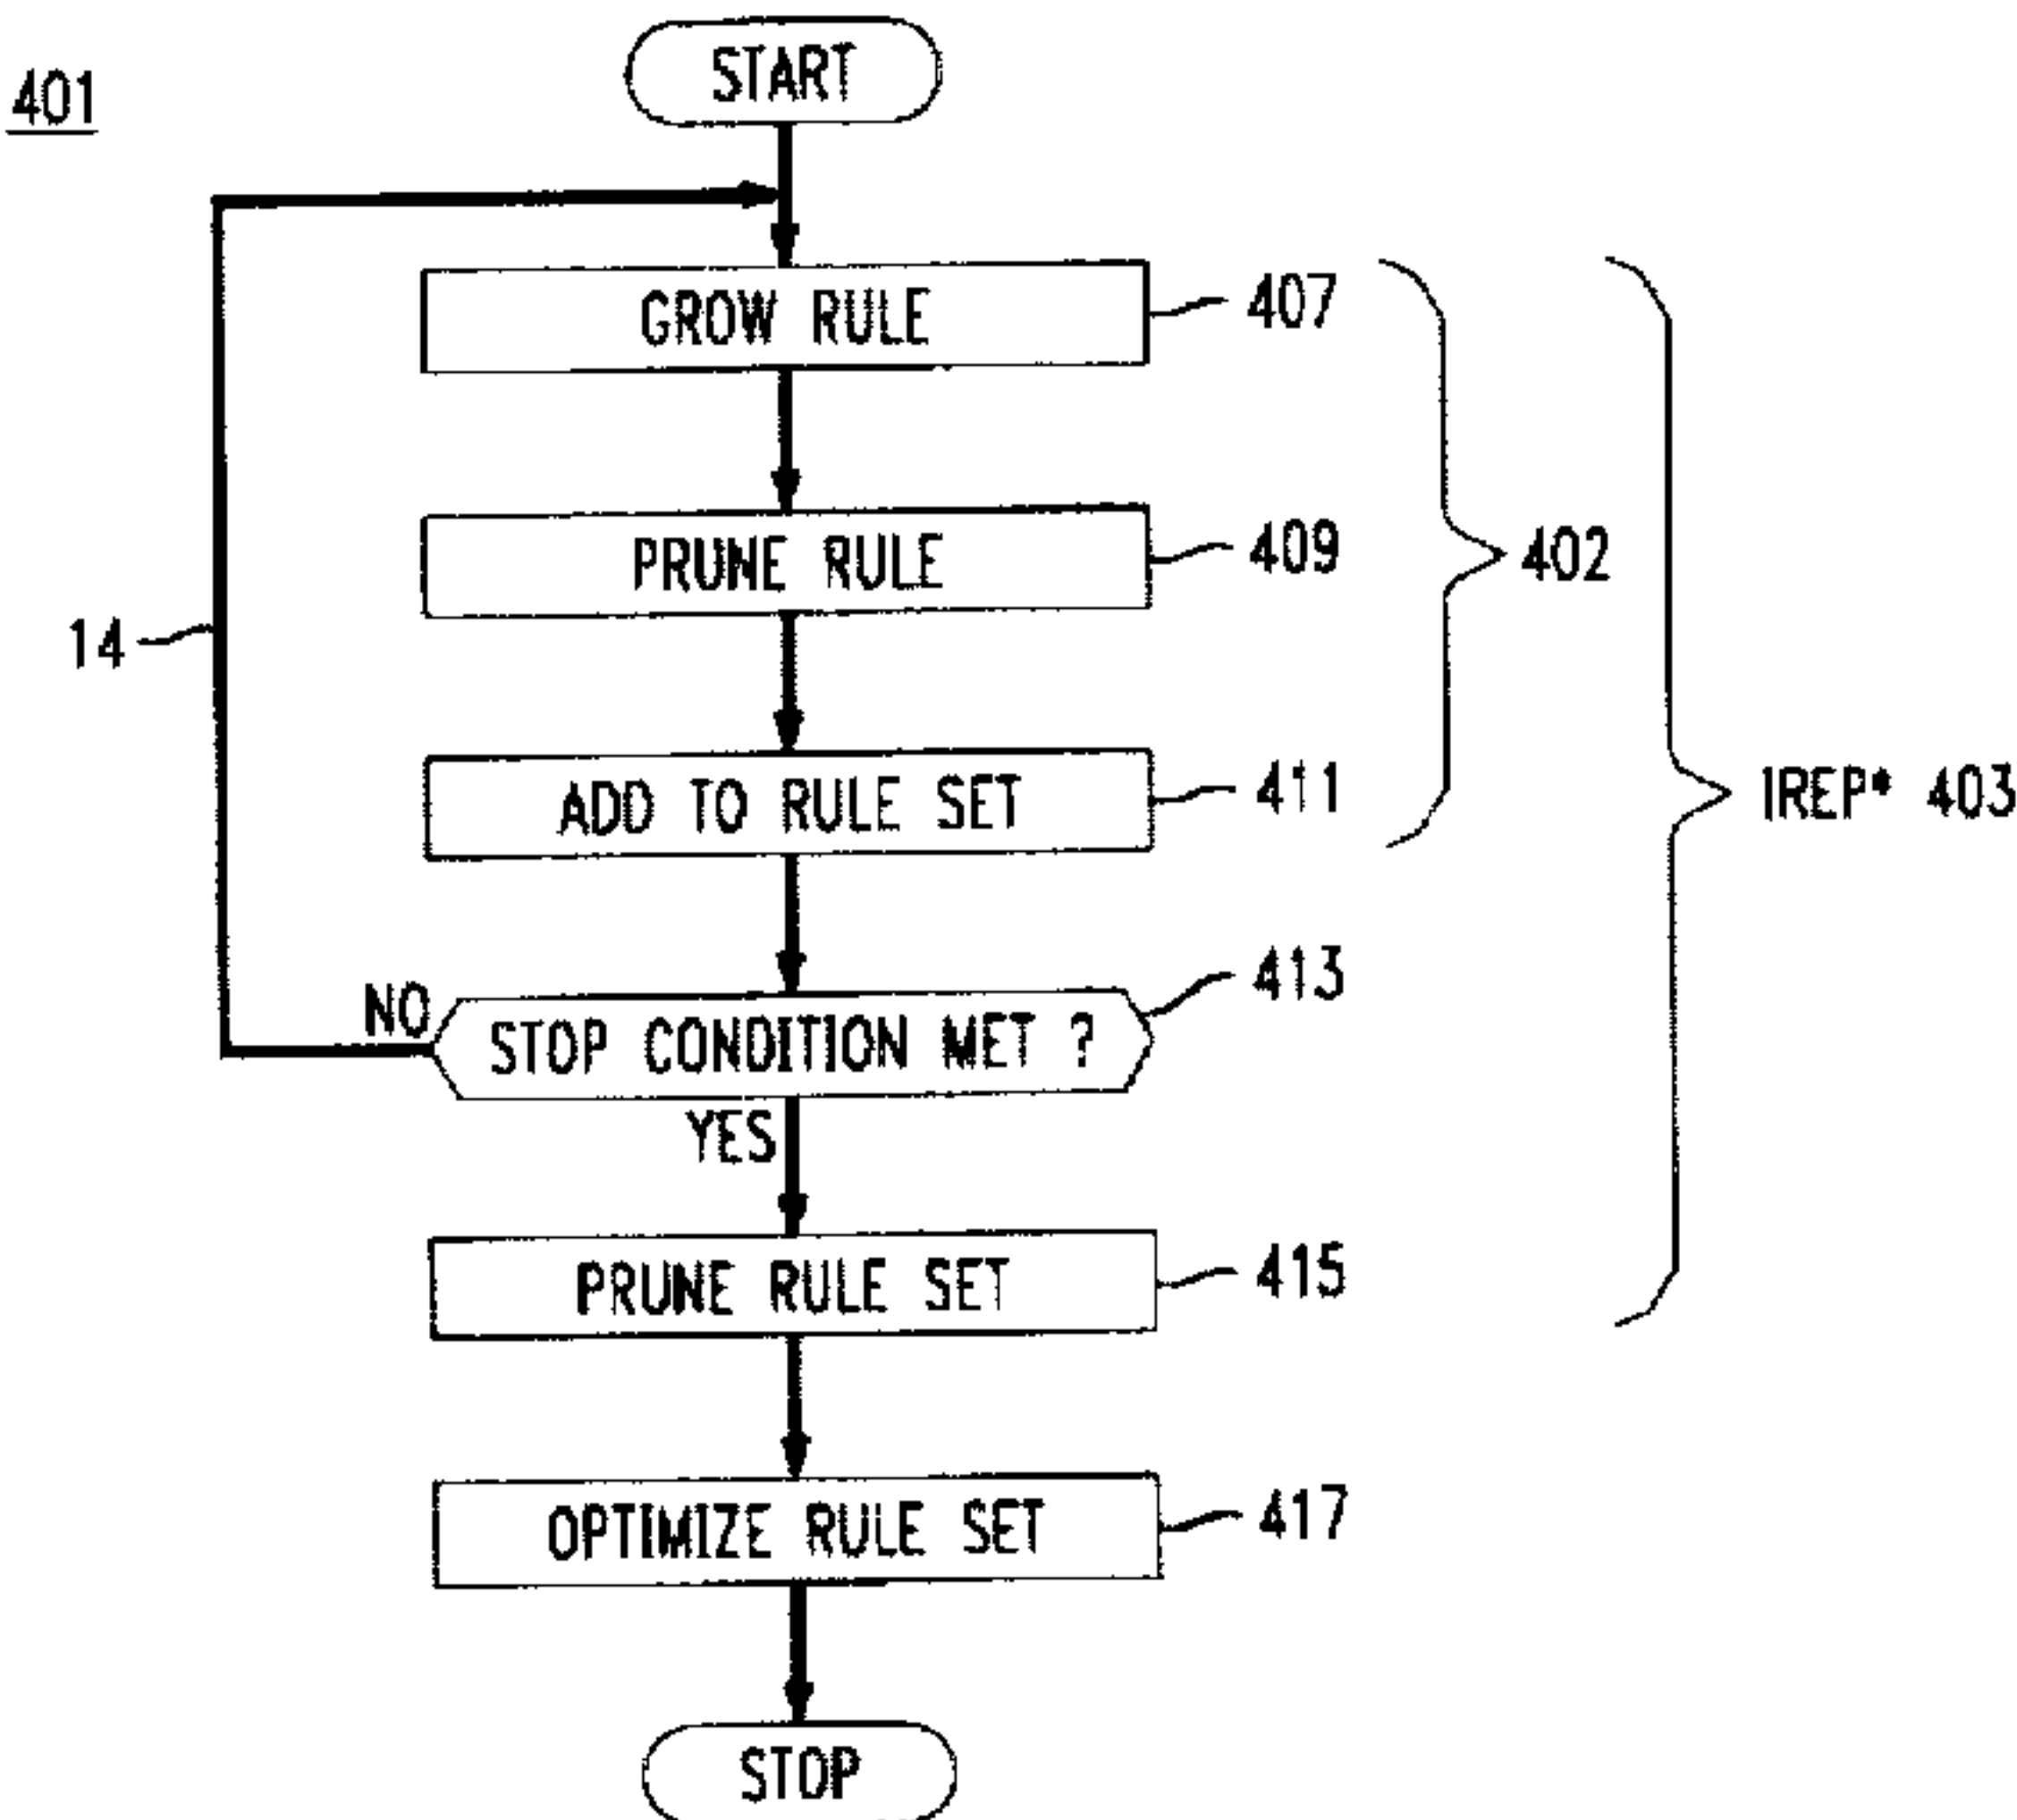 START
401
GROW RULE
407
PRUNE RULE
409
402
14
ADD TO RULE SET
411
IREP* 403
NO
STOP CONDITION MET ?
413
YES
PRUNE RULE SET
415
OPTIMIZE RULE SET
417
STOP